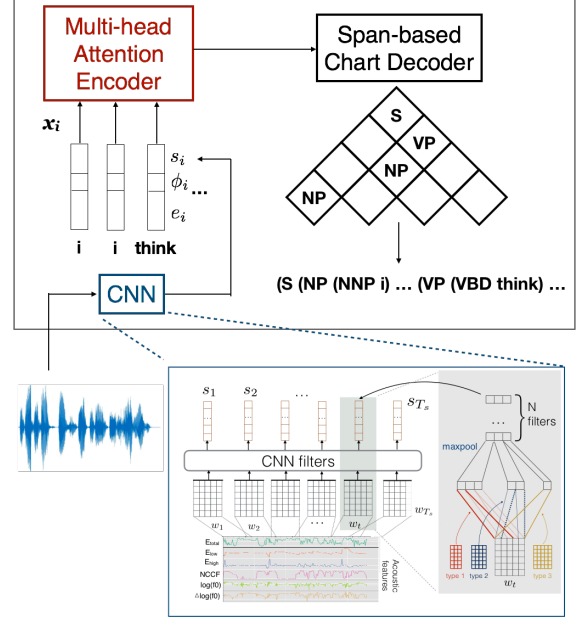 Multi-head
Attention
Encoder
Span-based
Chart Decoder
x_i
s_i
ϕ_i
...
e_i
i i think
S
VP
NP
NP
CNN
(S (NP (NNP i) ... (VP (VBD think) ...
s_1 s_2 ... s_{T_s}
CNN filters
w_1 w_2 ... w_t w_{T_s}
E_total
E_low
E_high
NCCF
log(f0)
Δlog(f0)
Acoustic
features
N
filters
...
maxpool
type 1 type 2 w_t type 3